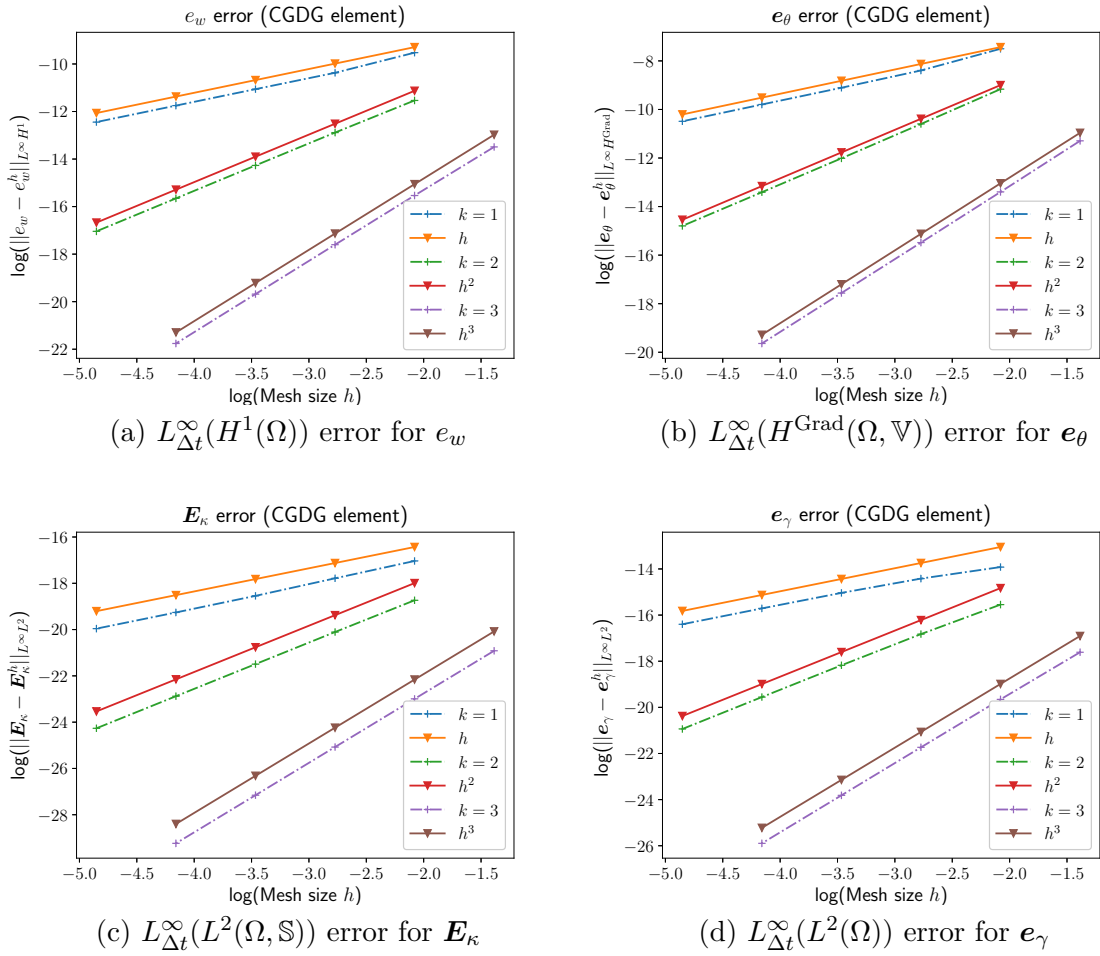 e_w error (CGDG element)
log(||e_w − e_w^h||_{L^∞ H^1})
−10
−12
−14
−16
−18
−20
−22
k = 1
h
k = 2
h^2
k = 3
h^3
−5.0 −4.5 −4.0 −3.5 −3.0 −2.5 −2.0 −1.5
log(Mesh size h)
(a) L^∞_{Δt}(H^1(Ω)) error for e_w
e_θ error (CGDG element)
log(||e_θ − e_θ^h||_{L^∞ H^Grad})
−8
−10
−12
−14
−16
−18
−20
k = 1
h
k = 2
h^2
k = 3
h^3
−5.0 −4.5 −4.0 −3.5 −3.0 −2.5 −2.0 −1.5
log(Mesh size h)
(b) L^∞_{Δt}(H^Grad(Ω, 𝕍)) error for e_θ
E_κ error (CGDG element)
log(||E_κ − E_κ^h||_{L^∞ L^2})
−16
−18
−20
−22
−24
−26
−28
k = 1
h
k = 2
h^2
k = 3
h^3
−5.0 −4.5 −4.0 −3.5 −3.0 −2.5 −2.0 −1.5
log(Mesh size h)
(c) L^∞_{Δt}(L^2(Ω, 𝕊)) error for E_κ
e_γ error (CGDG element)
log(||e_γ − e_γ^h||_{L^∞ L^2})
−14
−16
−18
−20
−22
−24
−26
k = 1
h
k = 2
h^2
k = 3
h^3
−5.0 −4.5 −4.0 −3.5 −3.0 −2.5 −2.0 −1.5
log(Mesh size h)
(d) L^∞_{Δt}(L^2(Ω)) error for e_γ